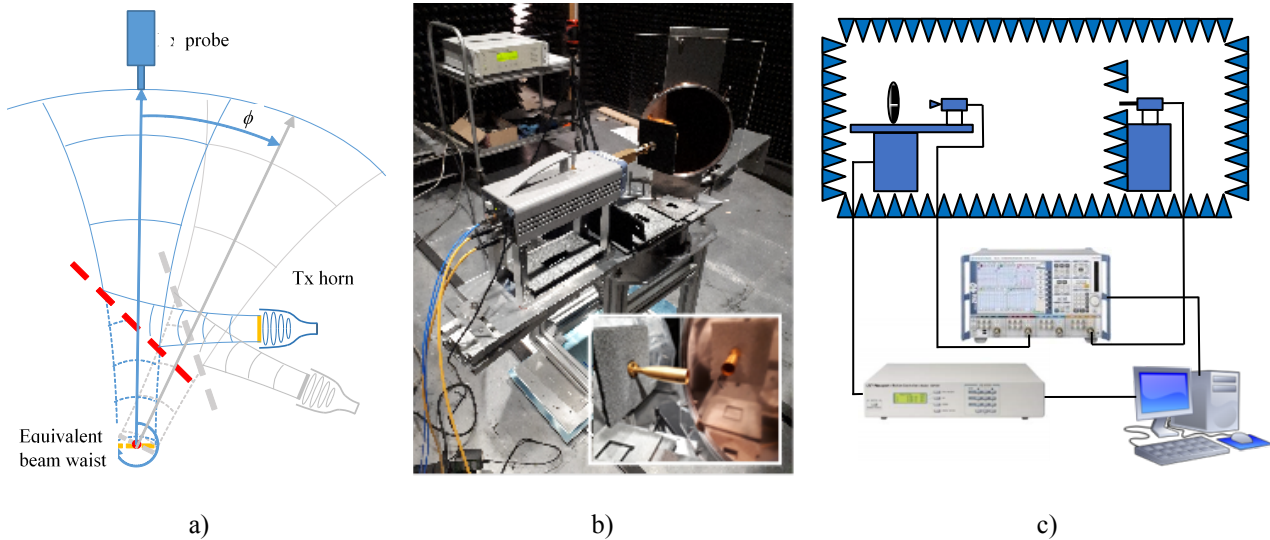 probe
ϕ
Tx horn
Equivalent
beam waist
a)
b)
c)